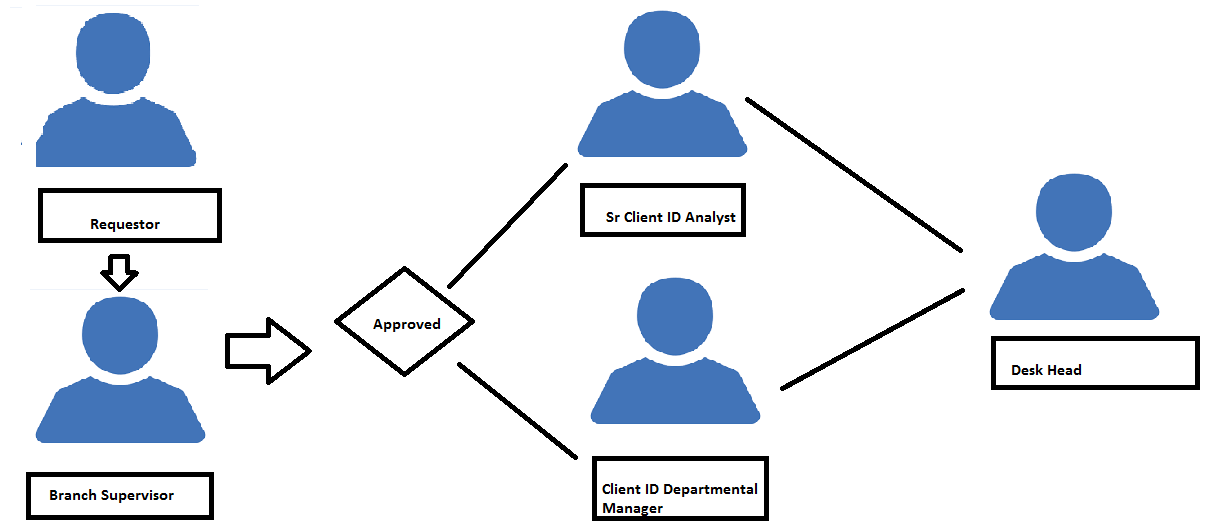 Requestor
Branch Supervisor
Approved
Sr Client ID Analyst
Client ID Departmental
Manager
Desk Head